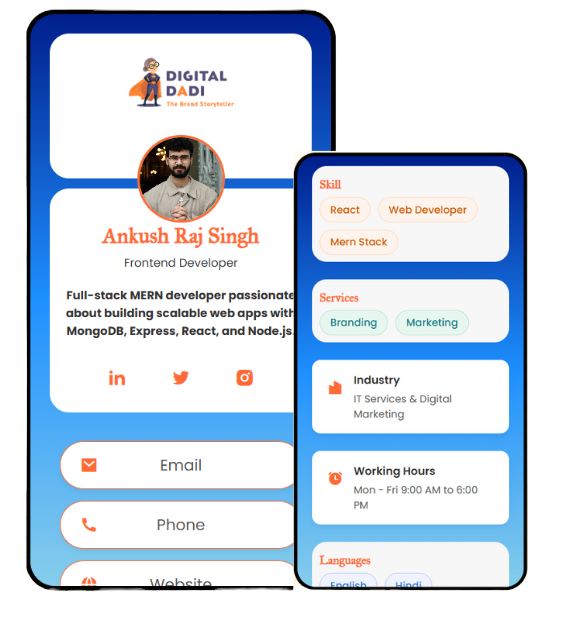 DIGITAL
DADI
The Brand Storyteller
Ankush Raj Singh
Frontend Developer
Full-stack MERN developer passionate
about building scalable web apps with
MongoDB, Express, React, and Node.js.
Email
Phone
Website
Skill
React
Web Developer
Mern Stack
Services
Branding
Marketing
Industry
IT Services & Digital
Marketing
Working Hours
Mon - Fri 9:00 AM to 6:00
PM
Languages
English
Hindi